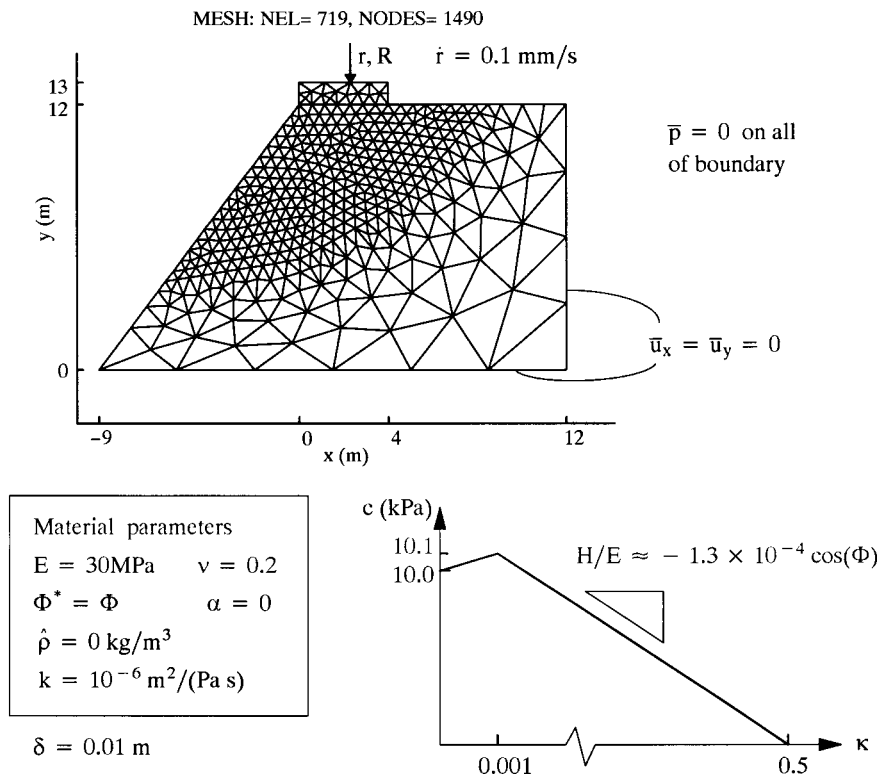 MESH: NEL= 719, NODES= 1490
r, R ṙ = 0.1 mm/s
13
12
p̅ = 0 on all
of boundary
y (m)
u̅ₓ = u̅ᵧ = 0
0
−9 0 4 12
x (m)
Material parameters
E = 30MPa ν = 0.2
Φ* = Φ α = 0
ρ̂ = 0 kg/m³
k = 10⁻⁶ m²/(Pa s)
δ = 0.01 m
c (kPa)
10.1
10.0
H/E ≈ − 1.3 × 10⁻⁴ cos(Φ)
κ
0.001 0.5